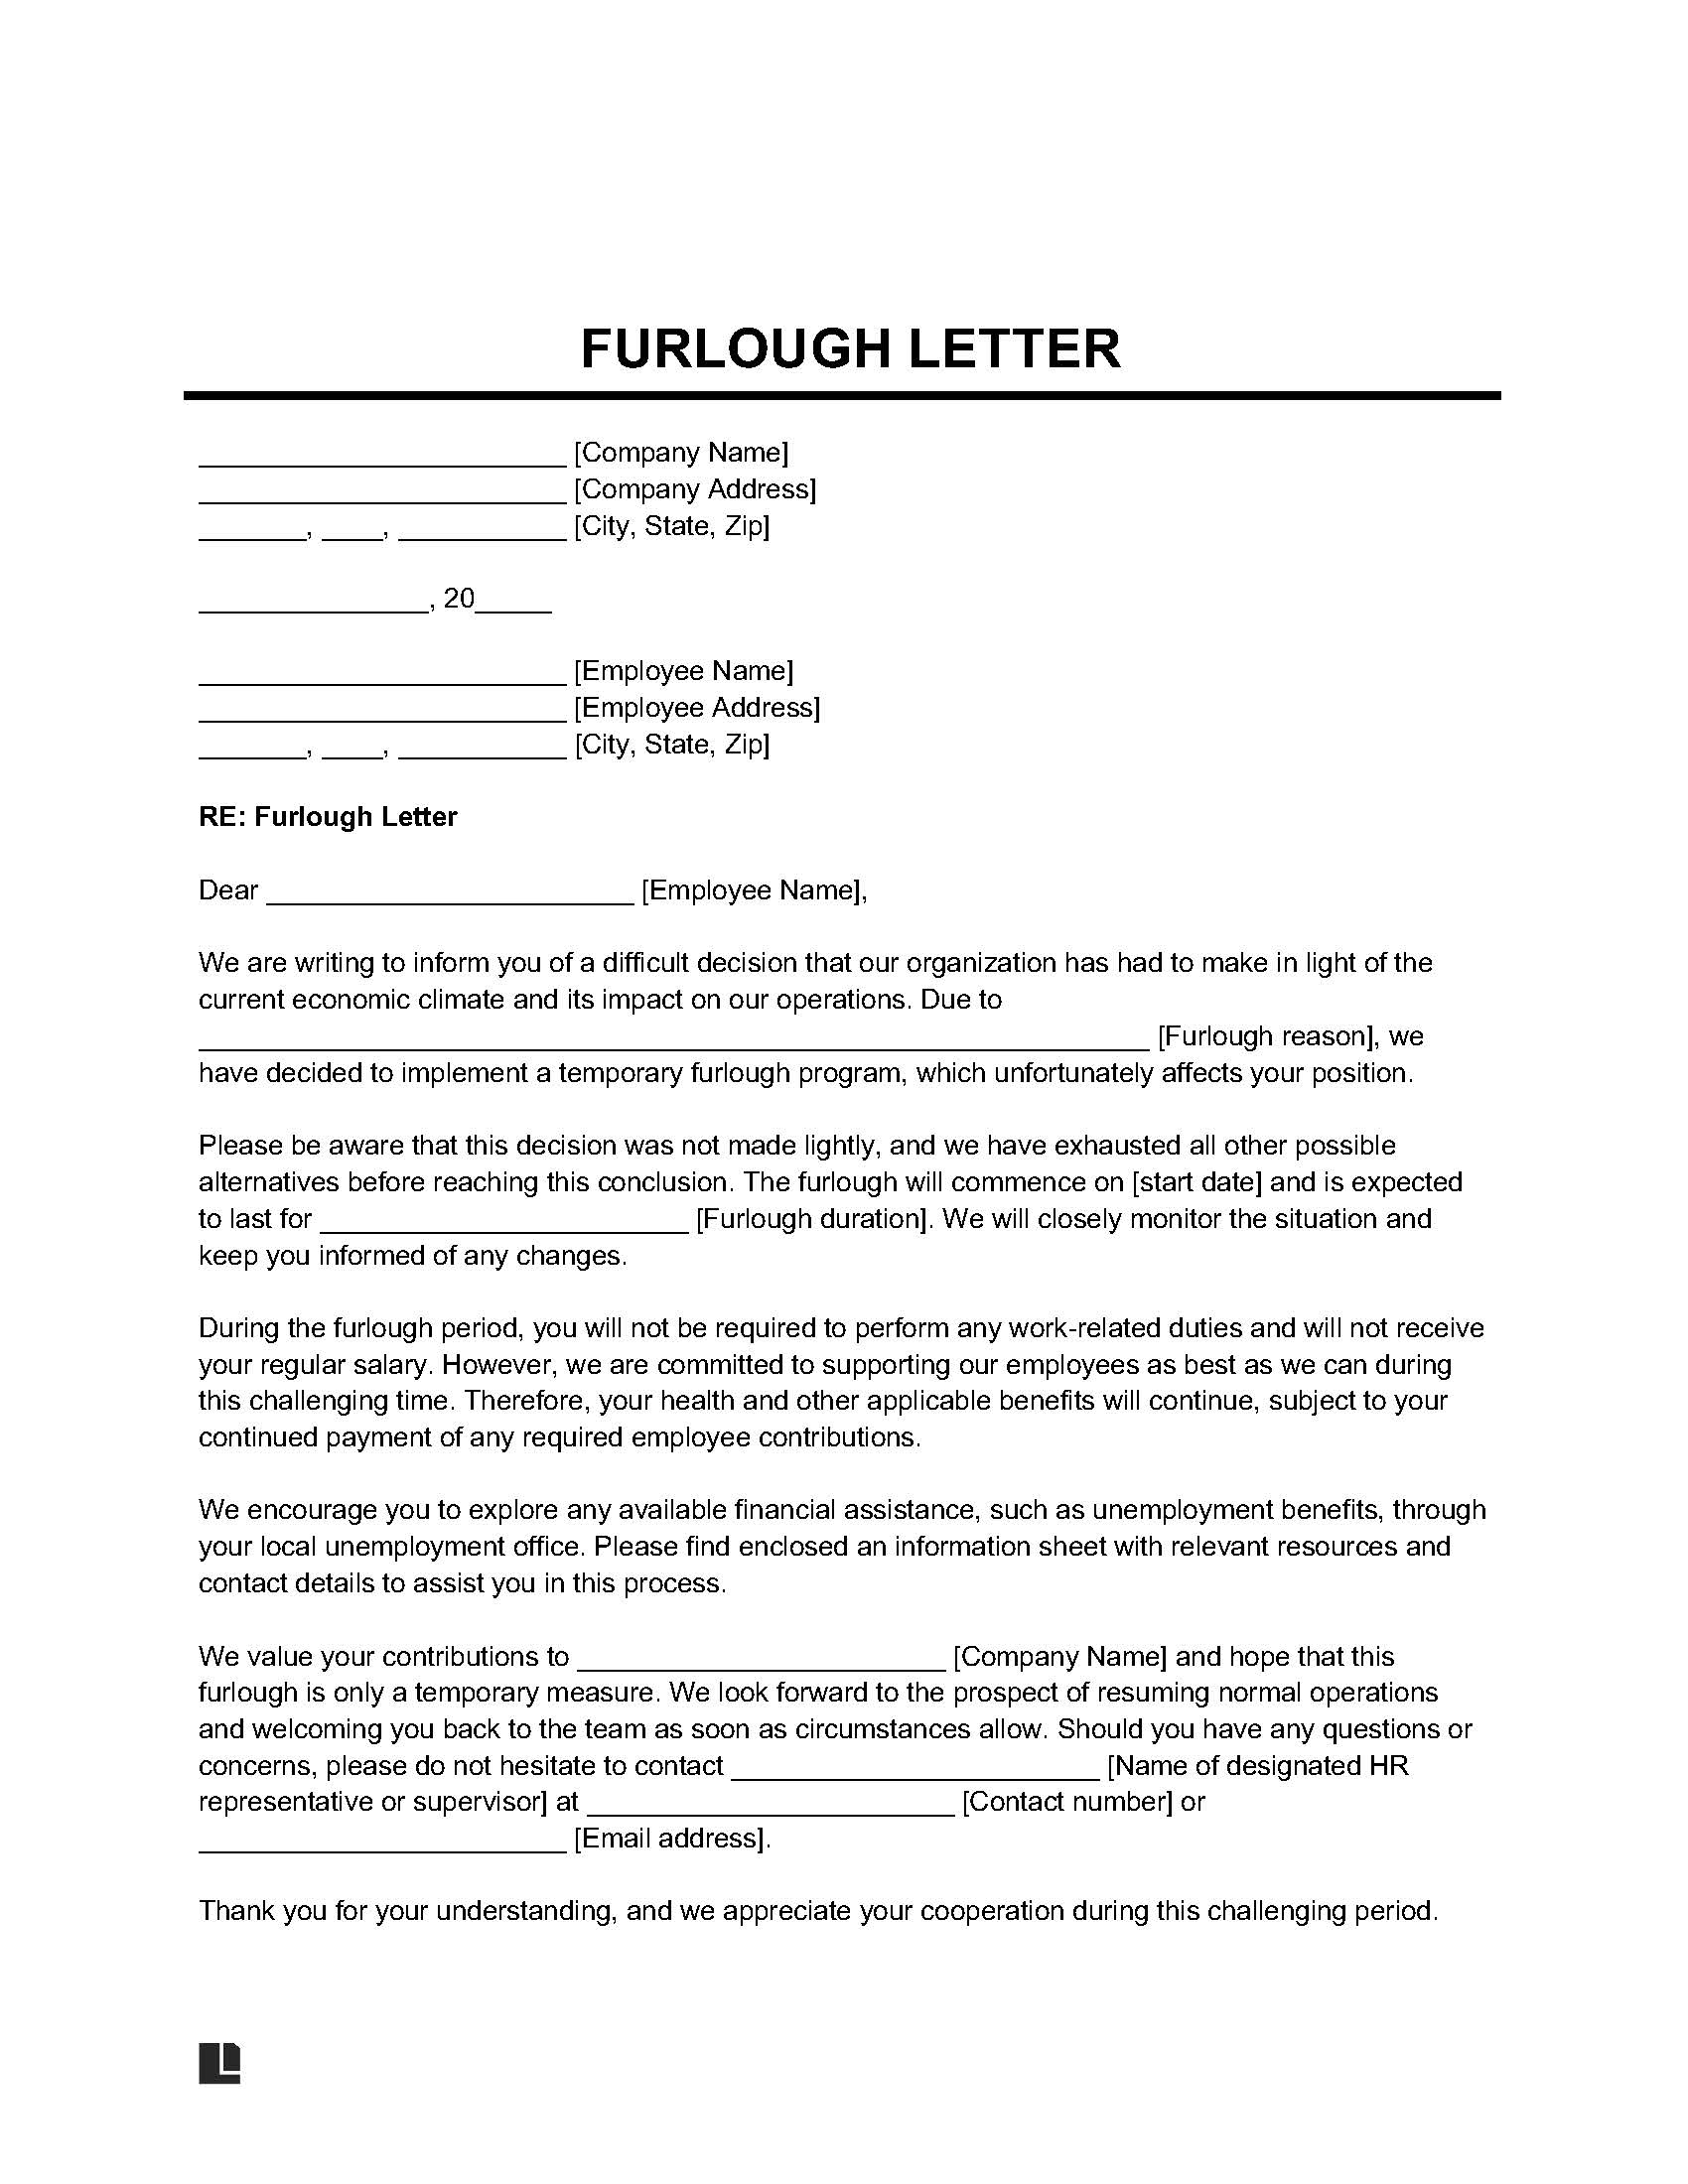 FURLOUGH LETTER
________________________ [Company Name]
________________________ [Company Address]
_______, ____, ___________ [City, State, Zip]
_______________, 20_____
________________________ [Employee Name]
________________________ [Employee Address]
_______, ____, ___________ [City, State, Zip]
RE: Furlough Letter
Dear ________________________ [Employee Name],
We are writing to inform you of a difficult decision that our organization has had to make in light of the
current economic climate and its impact on our operations. Due to
______________________________________________________________ [Furlough reason], we
have decided to implement a temporary furlough program, which unfortunately affects your position.
Please be aware that this decision was not made lightly, and we have exhausted all other possible
alternatives before reaching this conclusion. The furlough will commence on [start date] and is expected
to last for ________________________ [Furlough duration]. We will closely monitor the situation and
keep you informed of any changes.
During the furlough period, you will not be required to perform any work-related duties and will not receive
your regular salary. However, we are committed to supporting our employees as best as we can during
this challenging time. Therefore, your health and other applicable benefits will continue, subject to your
continued payment of any required employee contributions.
We encourage you to explore any available financial assistance, such as unemployment benefits, through
your local unemployment office. Please find enclosed an information sheet with relevant resources and
contact details to assist you in this process.
We value your contributions to ________________________ [Company Name] and hope that this
furlough is only a temporary measure. We look forward to the prospect of resuming normal operations
and welcoming you back to the team as soon as circumstances allow. Should you have any questions or
concerns, please do not hesitate to contact ________________________ [Name of designated HR
representative or supervisor] at ________________________ [Contact number] or
________________________ [Email address].
Thank you for your understanding, and we appreciate your cooperation during this challenging period.